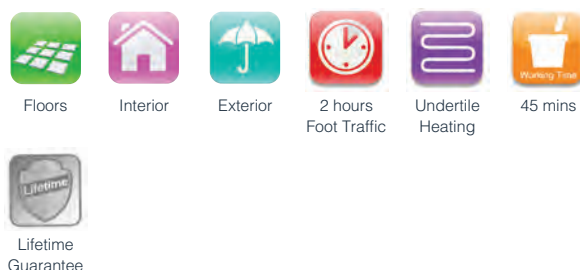 Working Time
Floors
Interior
Exterior
2 hours
Foot Traffic
Undertile
Heating
45 mins
Lifetime
Lifetime
Guarantee